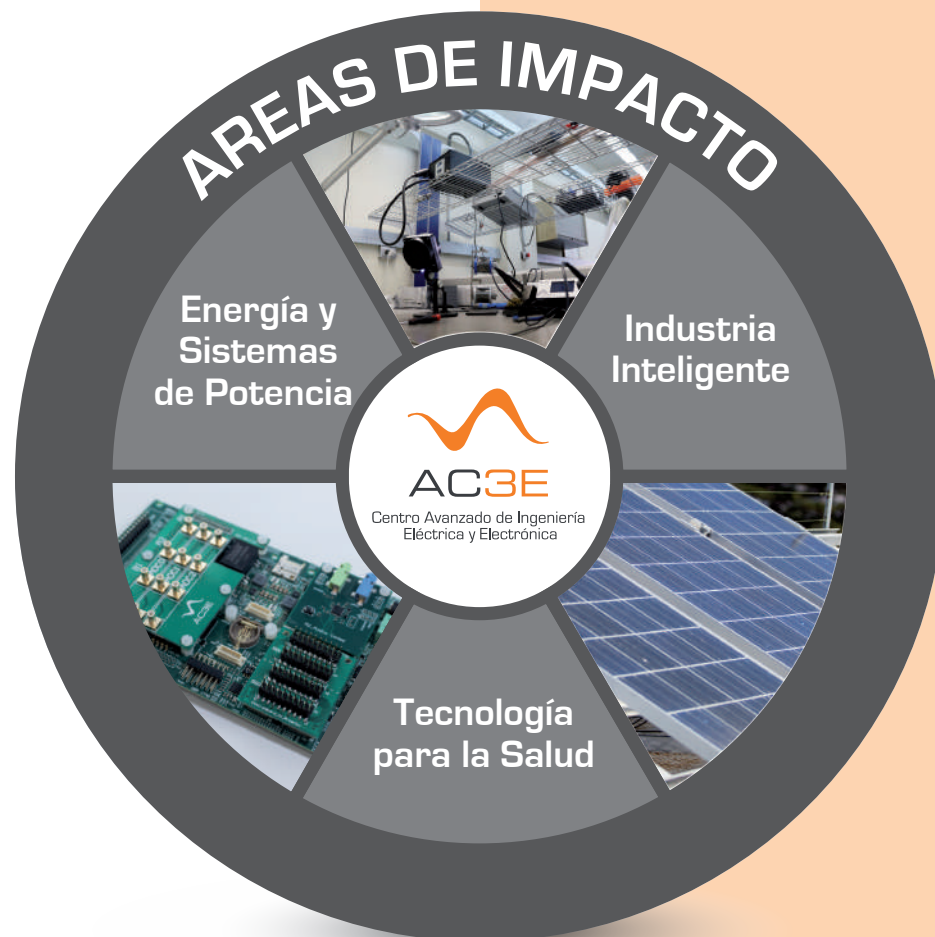 AREAS DE IMPACTO
Energía y
Sistemas
de Potencia
Industria
Inteligente
AC3E
Centro Avanzado de Ingeniería
Eléctrica y Electrónica
AC3E
Tecnología
para la Salud